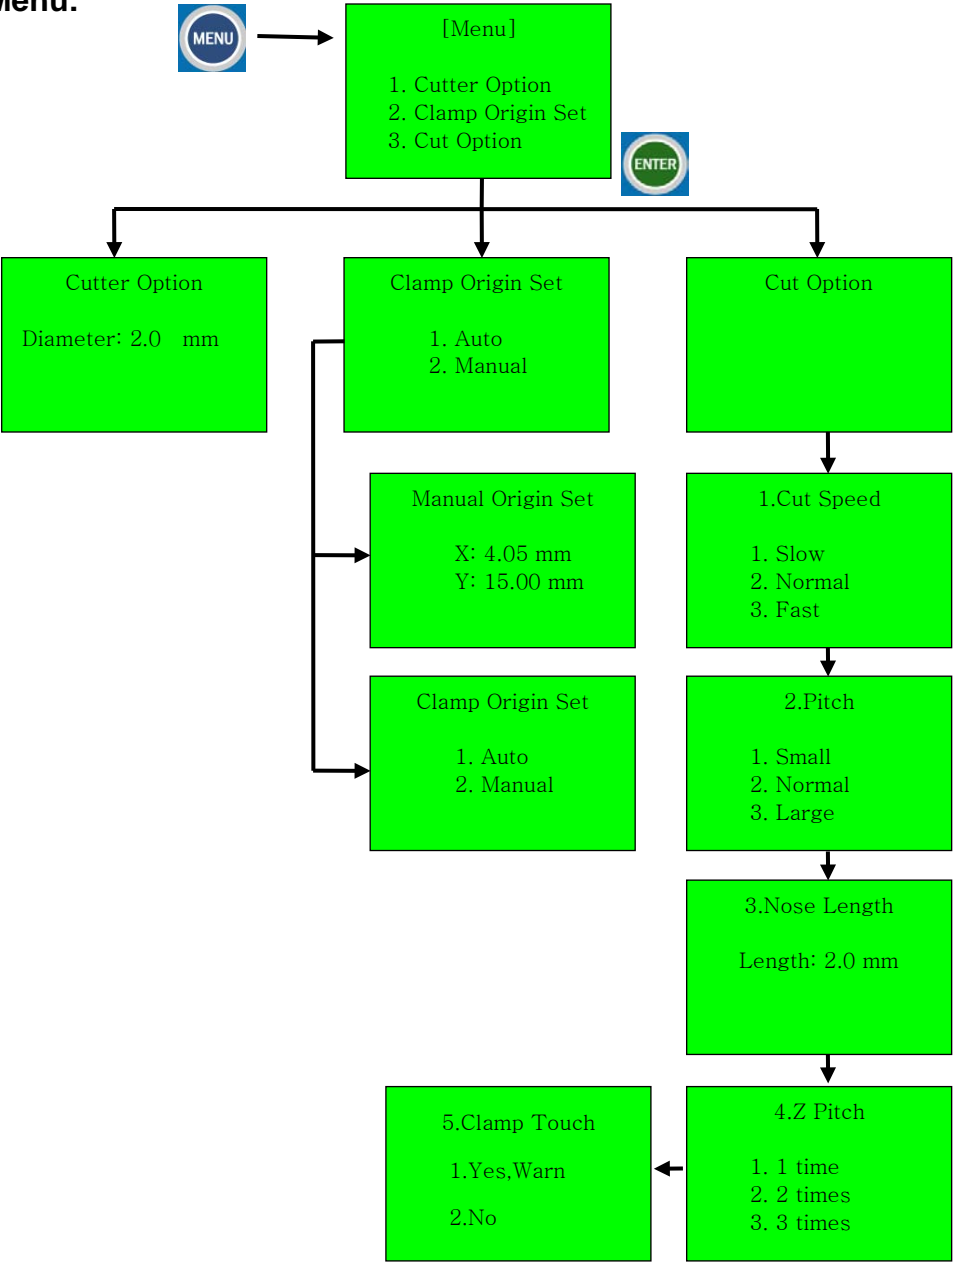 Menu:
MENU
[Menu]
1. Cutter Option
2. Clamp Origin Set
3. Cut Option
ENTER
Cutter Option
Diameter: 2.0 mm
Clamp Origin Set
1. Auto
2. Manual
Cut Option
Manual Origin Set
X: 4.05 mm
Y: 15.00 mm
1.Cut Speed
1. Slow
2. Normal
3. Fast
Clamp Origin Set
1. Auto
2. Manual
2.Pitch
1. Small
2. Normal
3. Large
3.Nose Length
Length: 2.0 mm
4.Z Pitch
1. 1 time
2. 2 times
3. 3 times
5.Clamp Touch
1.Yes,Warn
2.No